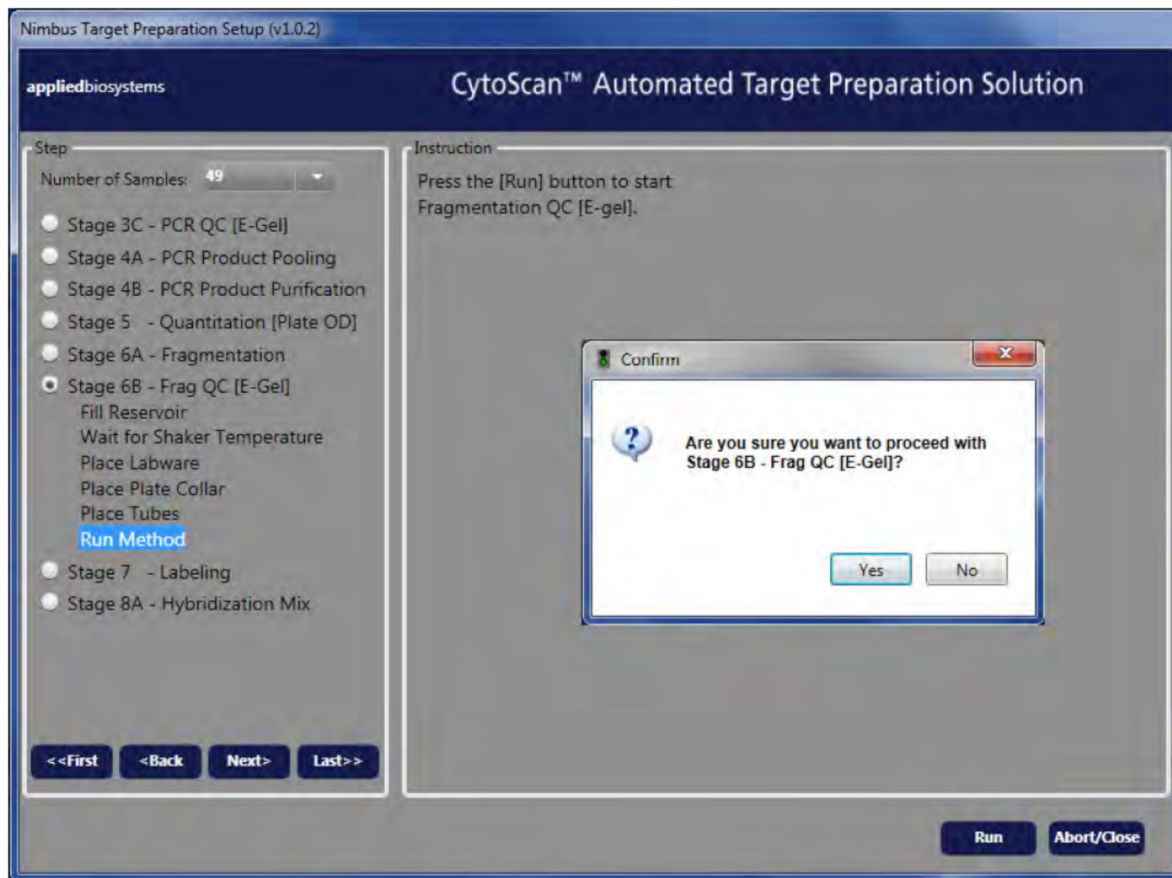 Nimbus Target Preparation Setup (v1.0.2)
appliedbiosystems
CytoScan™ Automated Target Preparation Solution
Step
Number of Samples: 49
Stage 3C - PCR QC [E-Gel]
Stage 4A - PCR Product Pooling
Stage 4B - PCR Product Purification
Stage 5 - Quantitation [Plate OD]
Stage 6A - Fragmentation
Stage 6B - Frag QC [E-Gel]
Fill Reservoir
Wait for Shaker Temperature
Place Labware
Place Plate Collar
Place Tubes
Run Method
Stage 7 - Labeling
Stage 8A - Hybridization Mix
<<First <Back Next> Last>>
Instruction
Press the [Run] button to start
Fragmentation QC [E-gel].
Confirm
Are you sure you want to proceed with
Stage 6B - Frag QC [E-Gel]?
Yes No
Run Abort/Close